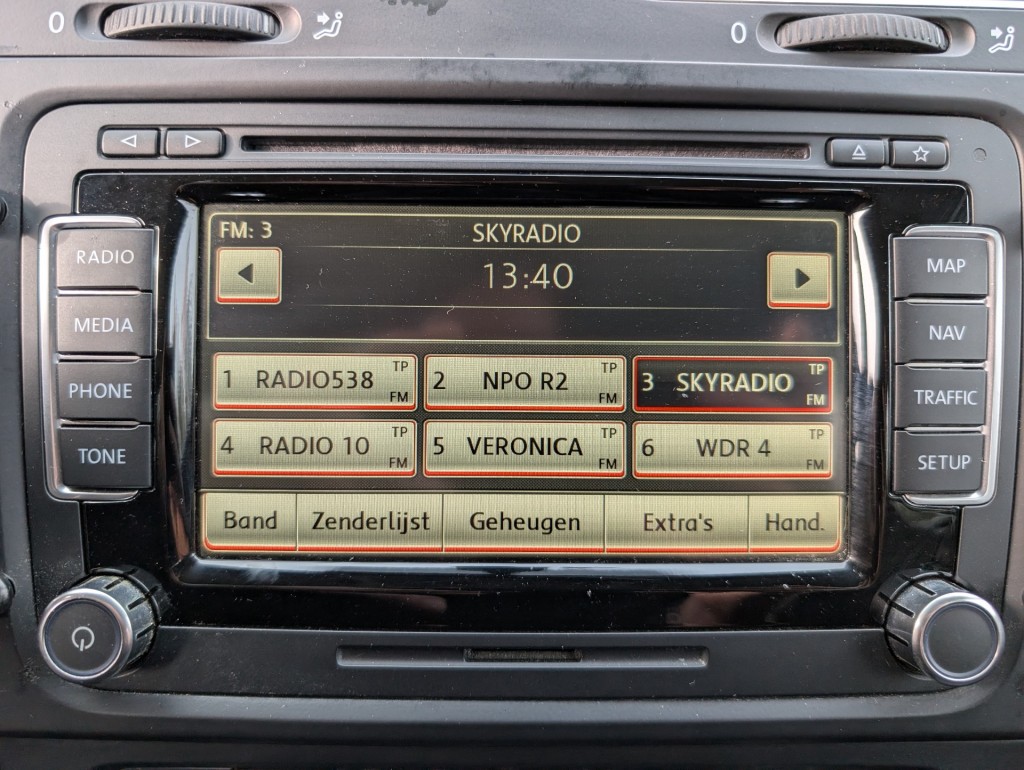 0
0
FM: 3
SKYRADIO
13:40
RADIO
MEDIA
PHONE
TONE
1 RADIO538 TP FM
2 NPO R2 TP FM
3 SKYRADIO TP FM
4 RADIO 10 TP FM
5 VERONICA TP FM
6 WDR 4 TP FM
Band Zenderlijst Geheugen Extra's Hand.
MAP
NAV
TRAFFIC
SETUP